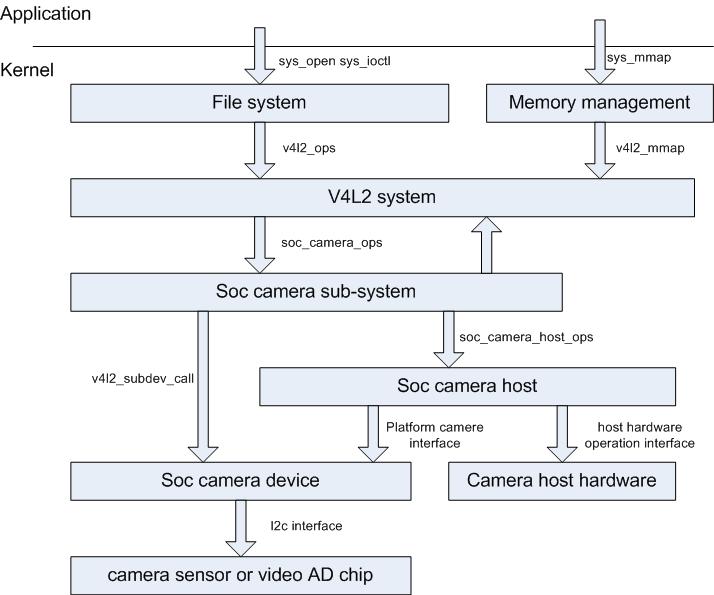 Application
sys_open sys_ioctl
sys_mmap
Kernel
File system
Memory management
v4l2_ops
v4l2_mmap
V4L2 system
soc_camera_ops
Soc camera sub-system
soc_camera_host_ops
v4l2_subdev_call
Soc camera host
Platform camere
interface
host hardware
operation interface
Soc camera device
Camera host hardware
I2c interface
camera sensor or video AD chip